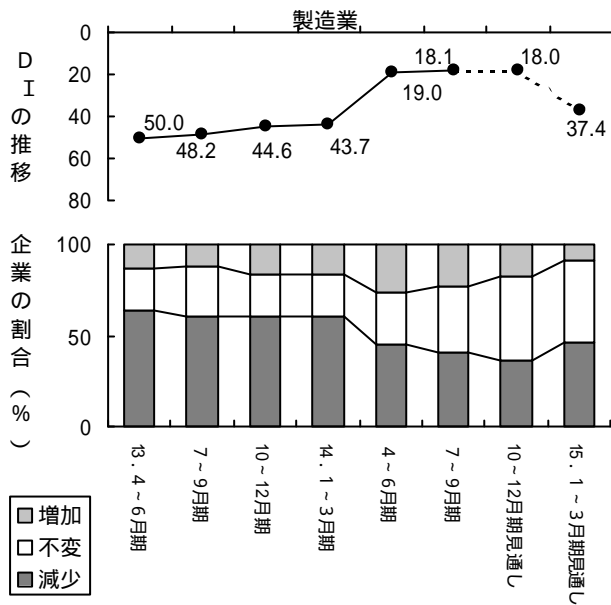 製造業
ＤＩの推移
0
20
40
60
80
50.0
48.2
44.6
43.7
19.0
18.1
18.0
37.4
企業の割合（％）
100
50
0
13．4～6月期
7～9月期
10～12月期
14．1～3月期
4～6月期
7～9月期
10～12月期見通し
15．1～3月期見通し
増加
不変
減少